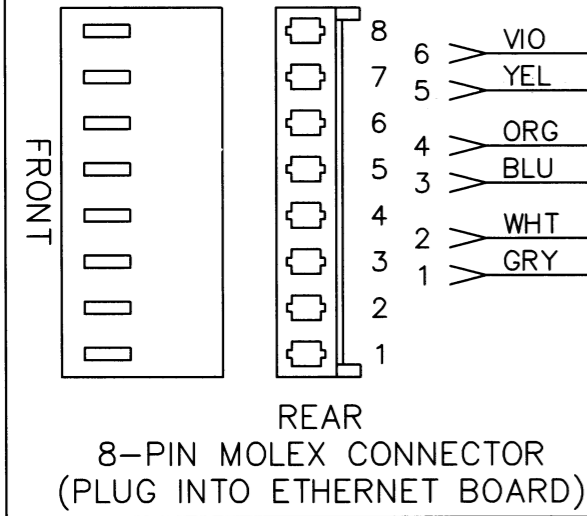 FRONT
8
7
6
5
4
3
2
1
6 VIO
5 YEL
4 ORG
3 BLU
2 WHT
1 GRY
REAR
8-PIN MOLEX CONNECTOR
(PLUG INTO ETHERNET BOARD)